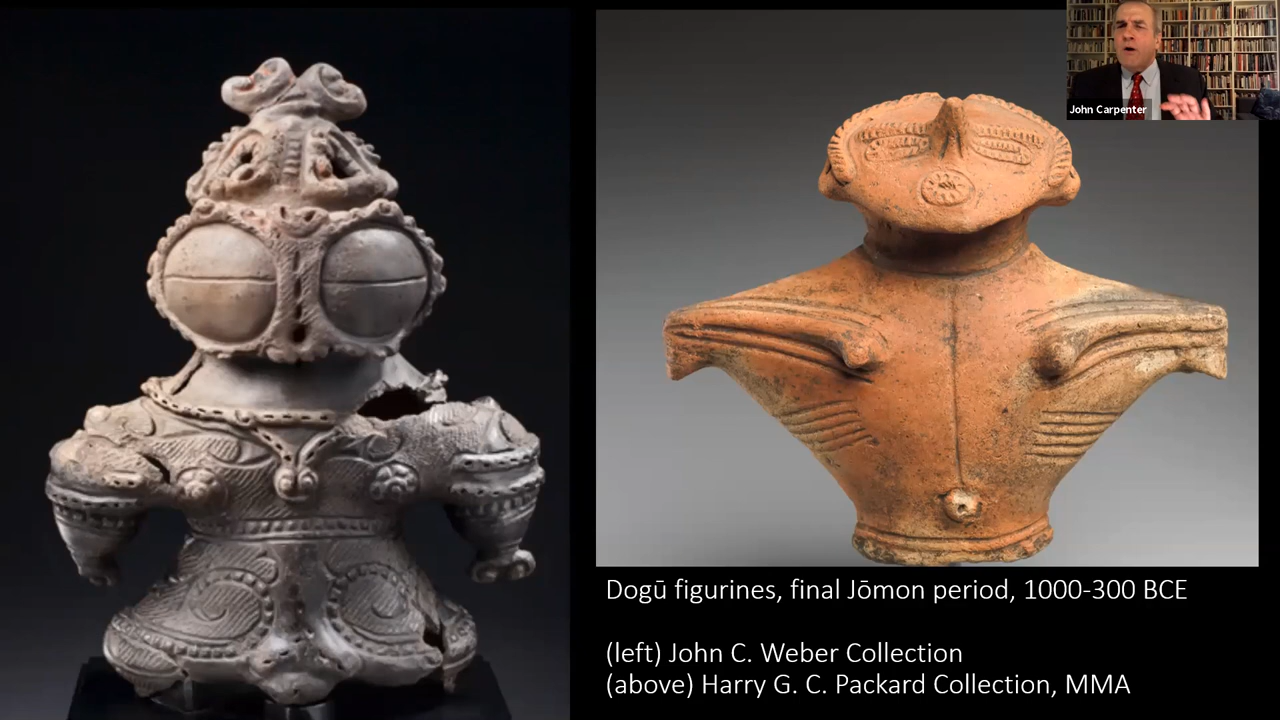 John Carpenter
Dogū figurines, final Jōmon period, 1000-300 BCE
(left) John C. Weber Collection
(above) Harry G. C. Packard Collection, MMA